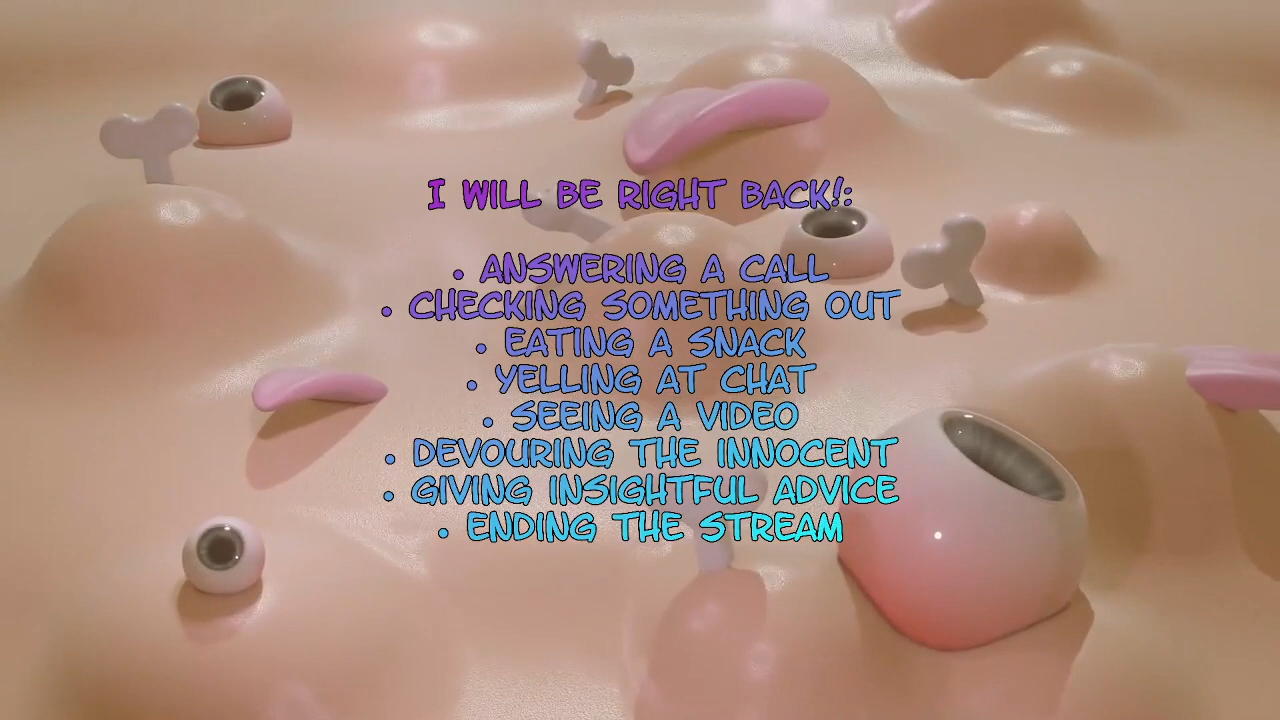 I WILL BE RIGHT BACK!:
• ANSWERING A CALL
• CHECKING SOMETHING OUT
• EATING A SNACK
• YELLING AT CHAT
• SEEING A VIDEO
• DEVOURING THE INNOCENT
• GIVING INSIGHTFUL ADVICE
• ENDING THE STREAM